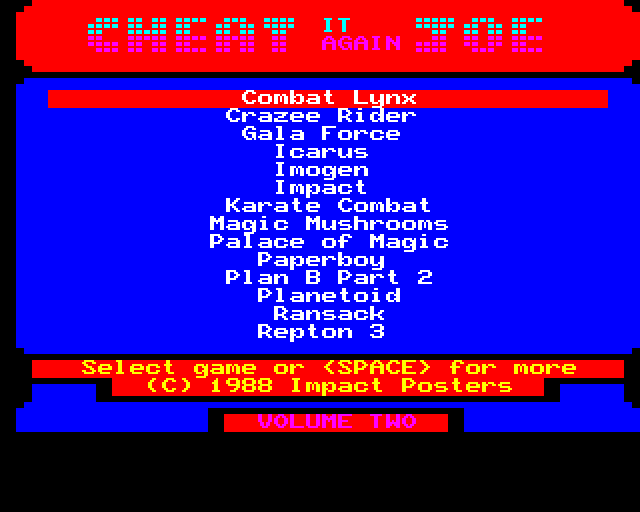 CHEAT IT AGAIN JOE
Combat Lynx
Crazee Rider
Gala Force
Icarus
Imogen
Impact
Karate Combat
Magic Mushrooms
Palace of Magic
Paperboy
Plan B Part 2
Planetoid
Ransack
Repton 3
Select game or <SPACE> for more
(C) 1988 Impact Posters
VOLUME TWO